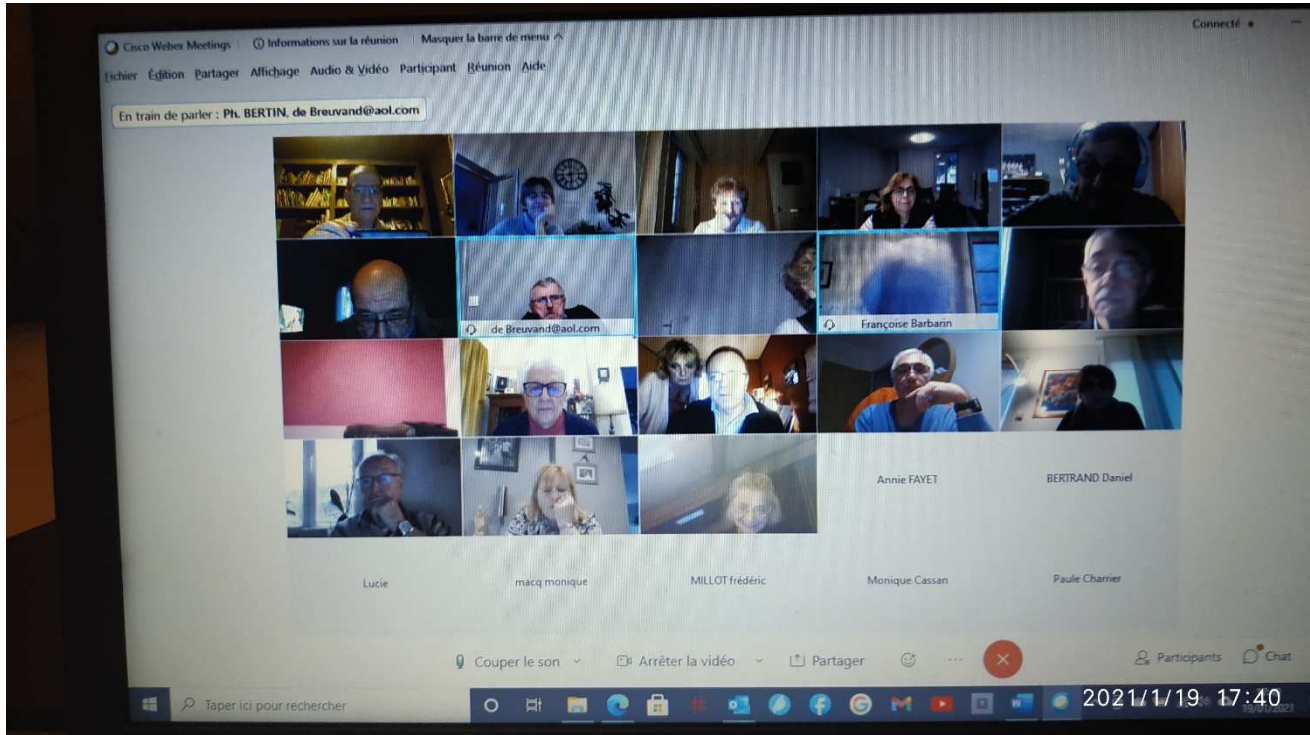 Cisco Webex Meetings Informations sur la réunion Masquer la barre de menu
Connecté
Fichier Édition Partager Affichage Audio & Vidéo Participant Réunion Aide
En train de parler : Ph. BERTIN, de Breuvand@aol.com
de Breuvand@aol.com
Françoise Barbarin
Annie FAYET
BERTRAND Daniel
Lucie
macq monique
MILLOT frédéric
Monique Cassan
Paule Charrier
Couper le son
Arrêter la vidéo
Partager
Participants
Chat
Taper ici pour rechercher
2021/1/19 17:40
19/01/2021